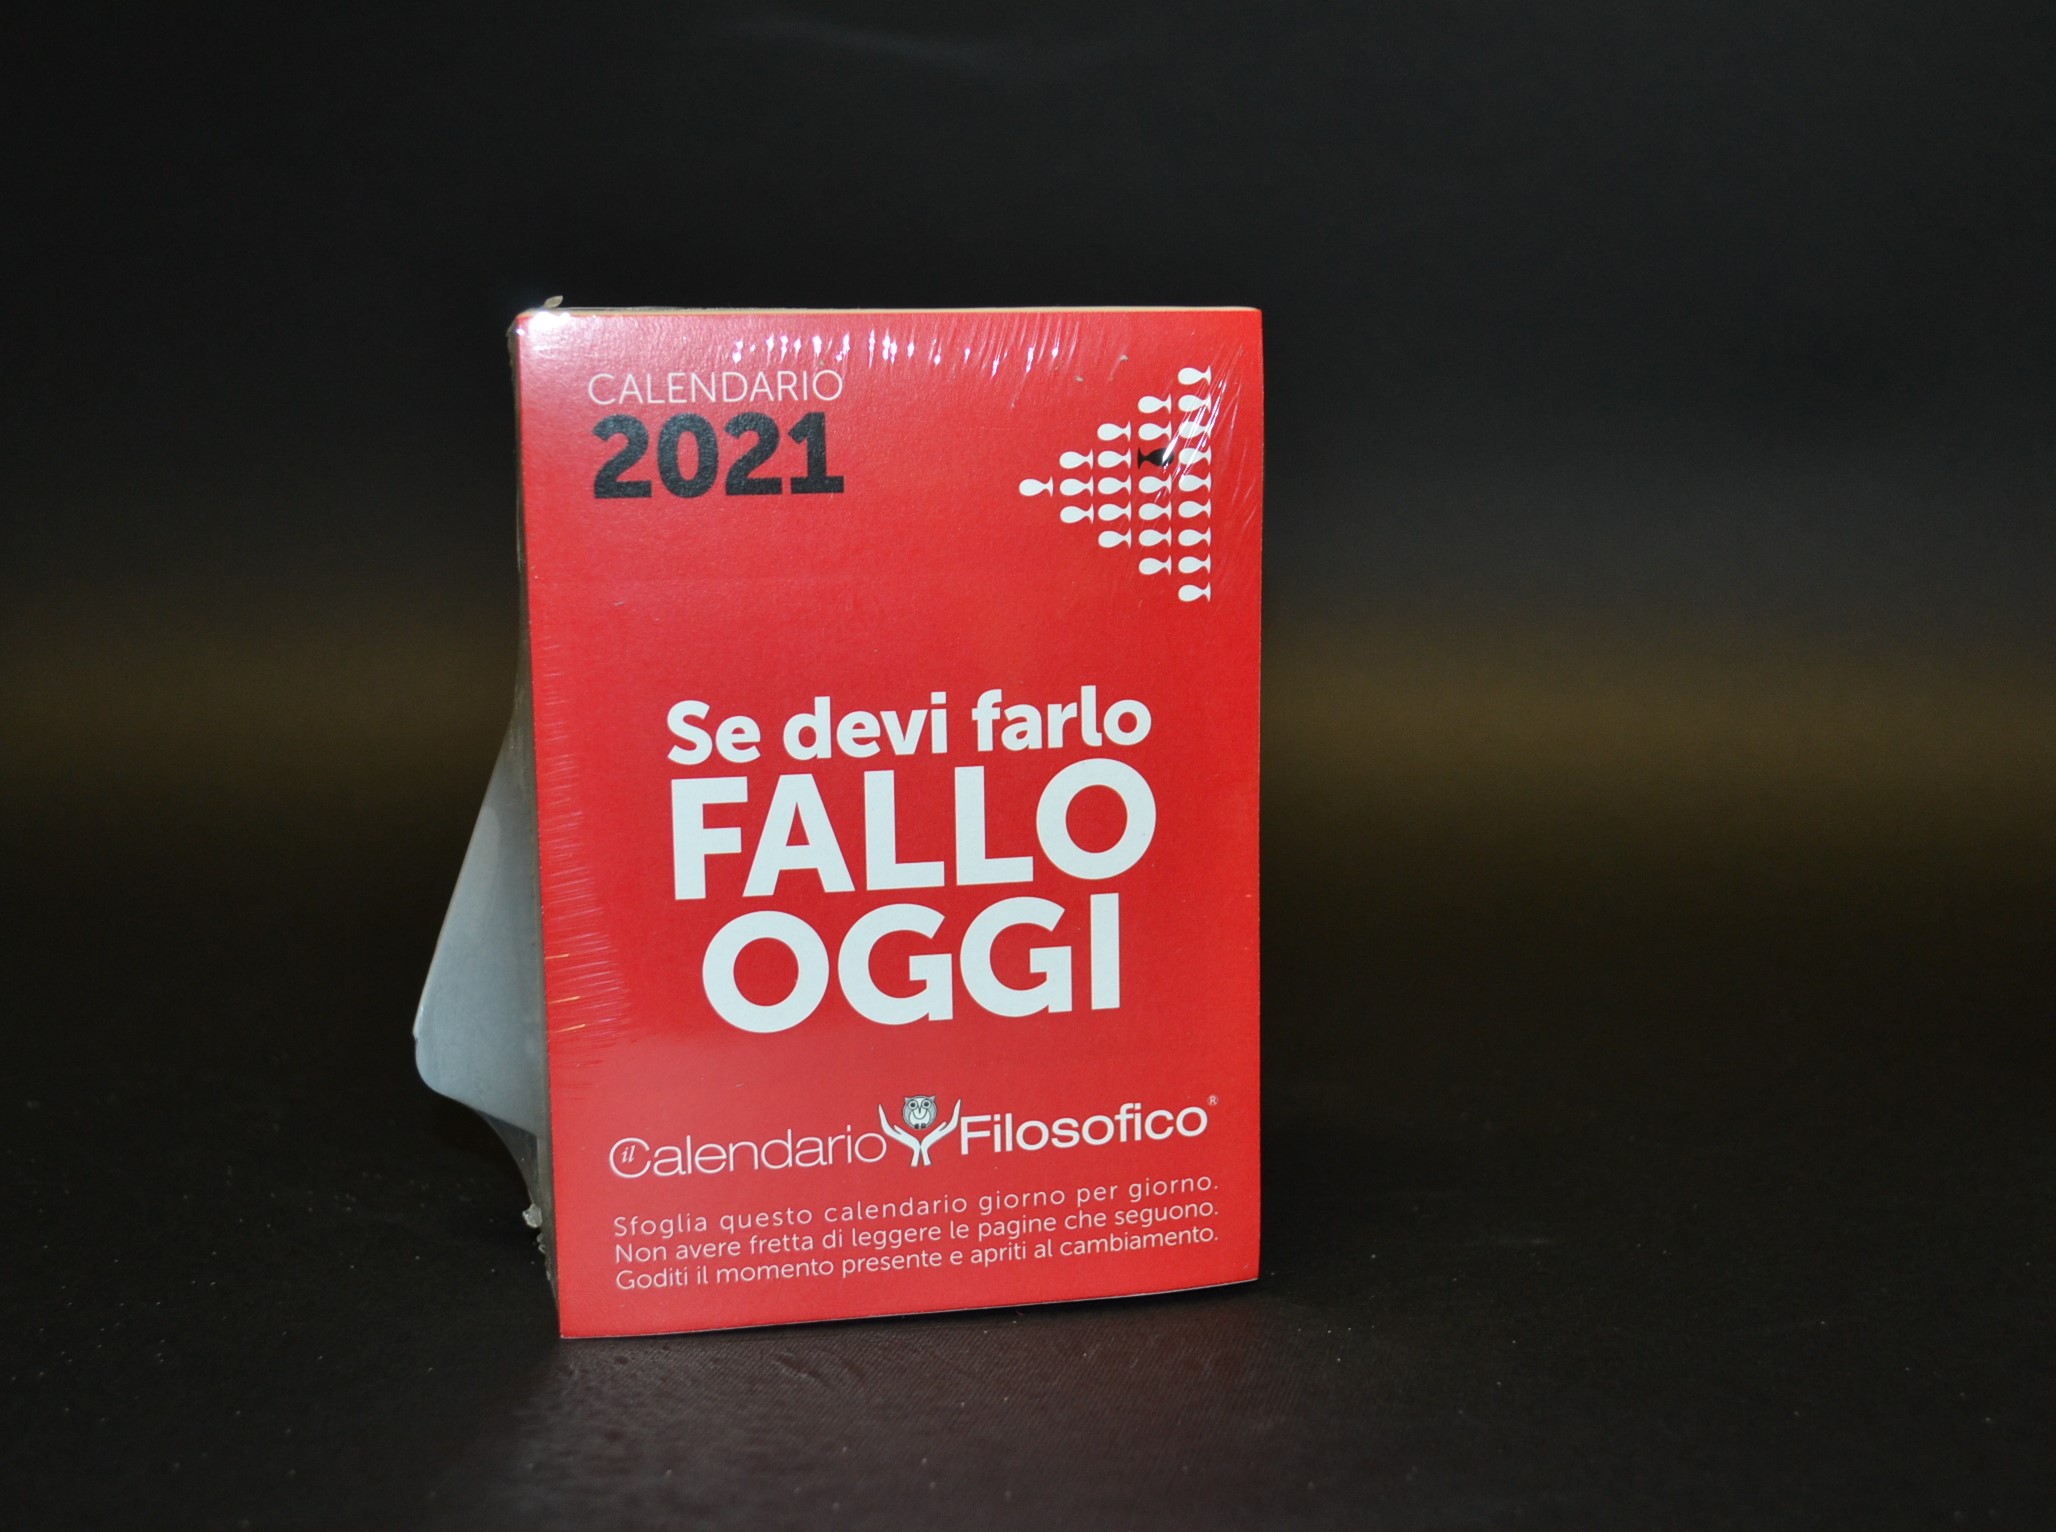 CALENDARIO
2021
Se devi farlo
FALLO
OGGI
il Calendario Filosofico®
Sfoglia questo calendario giorno per giorno.
Non avere fretta di leggere le pagine che seguono.
Goditi il momento presente e apriti al cambiamento.